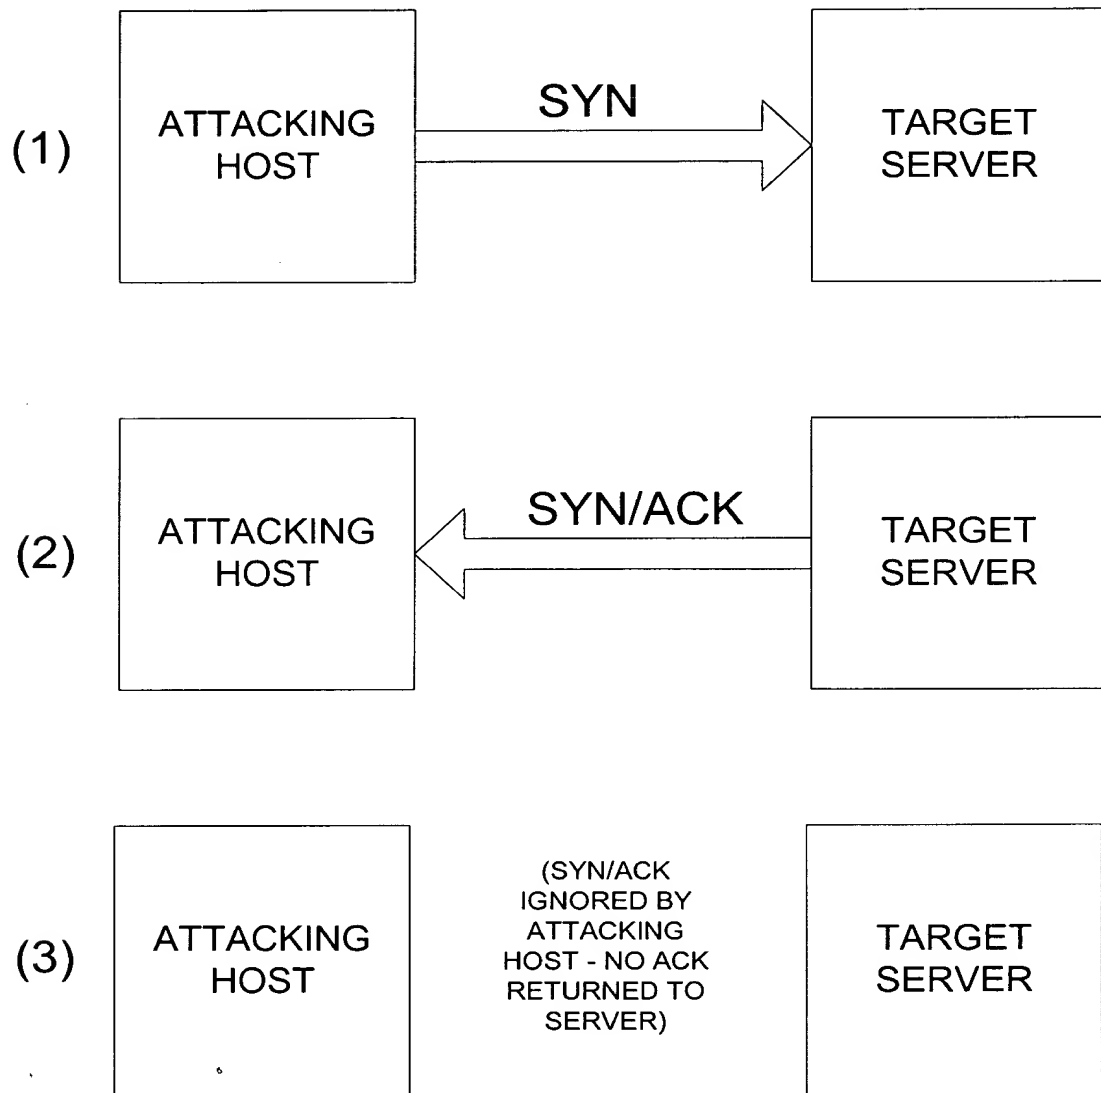 (1)
ATTACKING
HOST
SYN
TARGET
SERVER
(2)
ATTACKING
HOST
SYN/ACK
TARGET
SERVER
(3)
ATTACKING
HOST
(SYN/ACK
IGNORED BY
ATTACKING
HOST - NO ACK
RETURNED TO
SERVER)
TARGET
SERVER